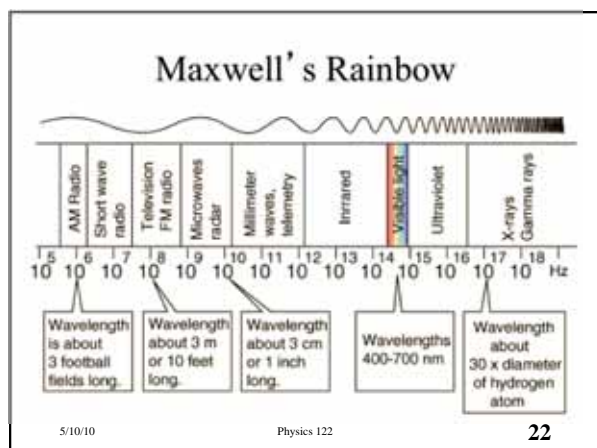 Maxwell's Rainbow
AM Radio
Short wave
radio
Television
FM radio
Microwaves
radar
Millimeter
waves,
telemetry
Inrrared
Visible light
Ultraviolet
X-rays
Gamma rays
10^5 10^6 10^7 10^8 10^9 10^10 10^11 10^12 10^13 10^14 10^15 10^16 10^17 10^18 Hz
Wavelength
is about
3 football
fields long.
Wavelength
about 3 m
or 10 feet
long.
Wavelength
about 3 cm
or 1 inch
long.
Wavelengths
400-700 nm
Wavelength
about
30 x diameter
of hydrogen
atom
5/10/10 Physics 122 22